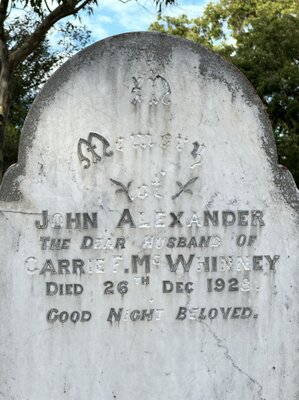 In
Memory
of
JOHN ALEXANDER
THE DEAR HUSBAND OF
CARRIE F. McWHINNEY
DIED 26TH DEC 1928.
GOOD NIGHT BELOVED.